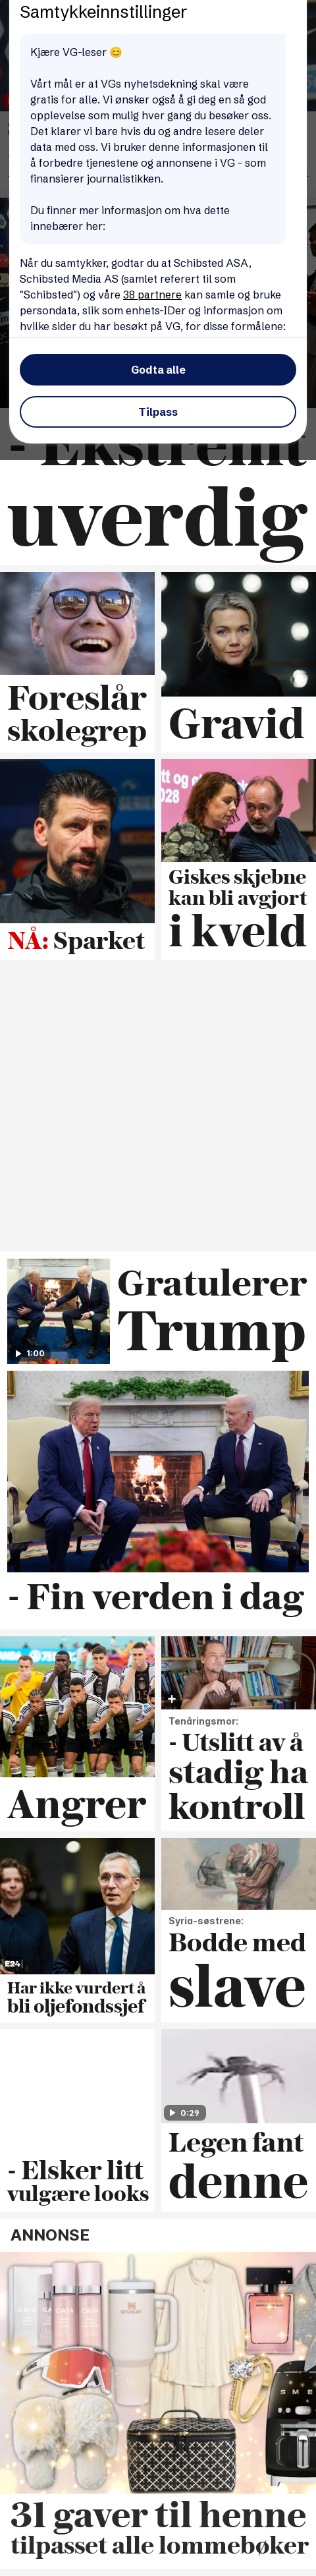 Samtykkeinnstillinger
Kjære VG-leser 😊
Vårt mål er at VGs nyhetsdekning skal være
gratis for alle. Vi ønsker også å gi deg en så god
opplevelse som mulig hver gang du besøker oss.
Det klarer vi bare hvis du og andre lesere deler
data med oss. Vi bruker denne informasjonen til
å forbedre tjenestene og annonsene i VG - som
finansierer journalistikken.
Du finner mer informasjon om hva dette
innebærer her:
Når du samtykker, godtar du at Schibsted ASA,
Schibsted Media AS (samlet referert til som
"Schibsted") og våre 38 partnere kan samle og bruke
persondata, slik som enhets-IDer og informasjon om
hvilke sider du har besøkt på VG, for disse formålene:
Godta alle
Tilpass
- Ekstremt
uverdig
Foreslår
skolegrep
Gravid
NÅ: Sparket
tt og et
028
Giskes skjebne
kan bli avgjort
i kveld
1:00
Gratulerer
Trump
- Fin verden i dag
Angrer
Tenåringsmor:
- Utslitt av å
stadig ha
kontroll
E24
Har ikke vurdert å
bli oljefondssjef
Syria-søstrene:
Bodde med
slave
- Elsker litt
vulgære looks
0:29
Legen fant
denne
ANNONSE
STANLEY
SME
31 gaver til henne
tilpasset alle lommebøker